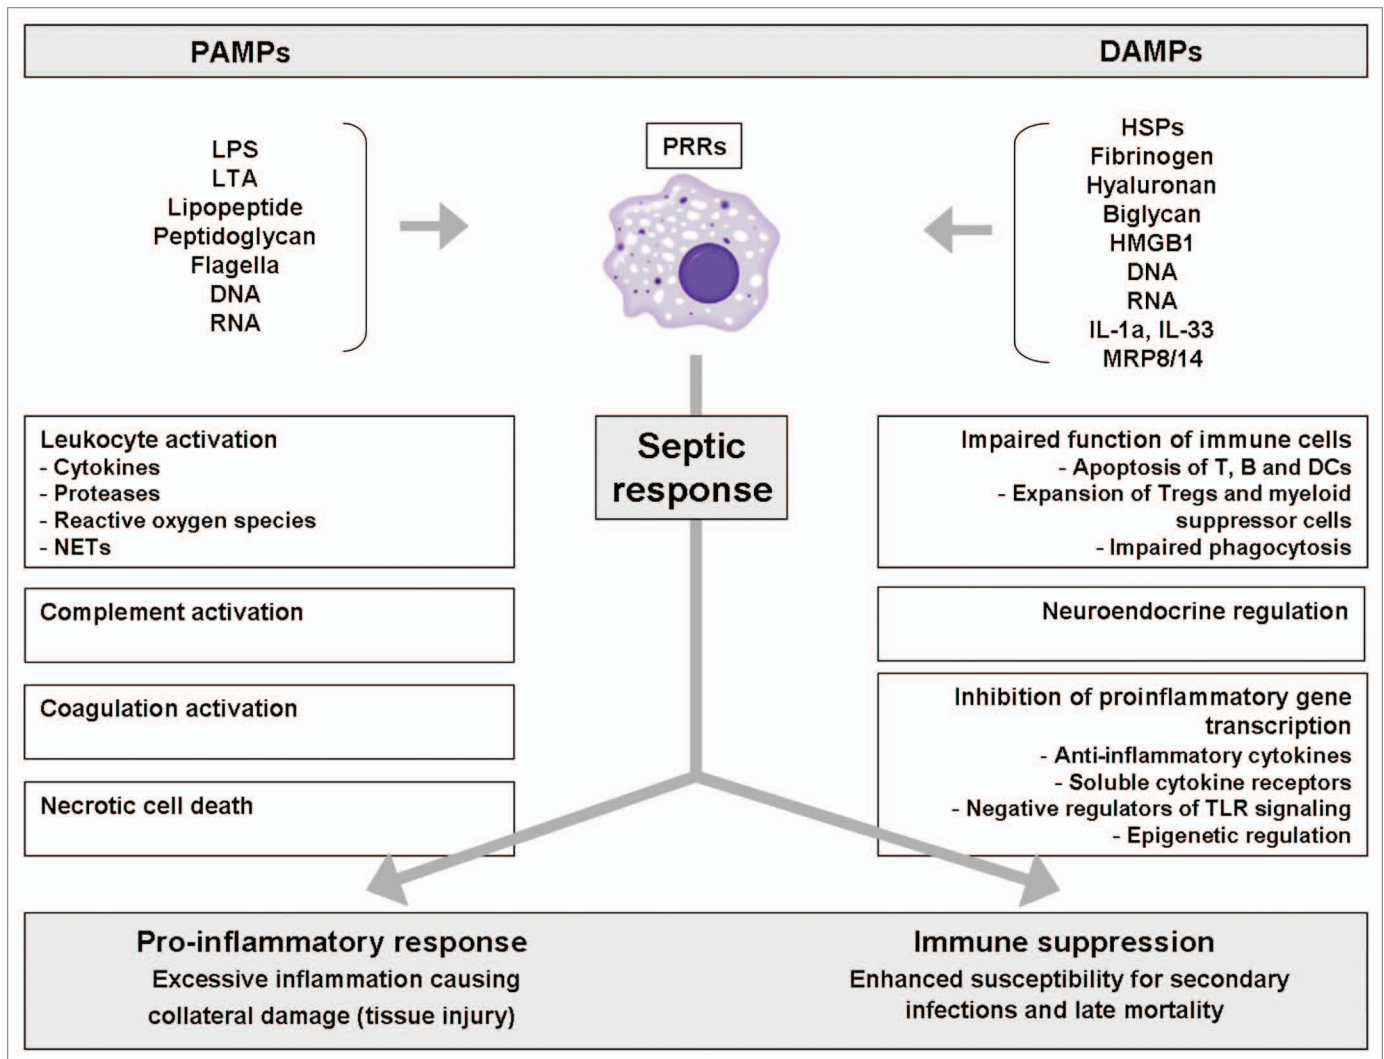 PAMPs
DAMPs
LPS
LTA
Lipopeptide
Peptidoglycan
Flagella
DNA
RNA
PRRs
HSPs
Fibrinogen
Hyaluronan
Biglycan
HMGB1
DNA
RNA
IL-1a, IL-33
MRP8/14
Septic
response
Leukocyte activation
- Cytokines
- Proteases
- Reactive oxygen species
- NETs
Complement activation
Coagulation activation
Necrotic cell death
Impaired function of immune cells
- Apoptosis of T, B and DCs
- Expansion of Tregs and myeloid
suppressor cells
- Impaired phagocytosis
Neuroendocrine regulation
Inhibition of proinflammatory gene
transcription
- Anti-inflammatory cytokines
- Soluble cytokine receptors
- Negative regulators of TLR signaling
- Epigenetic regulation
Pro-inflammatory response
Excessive inflammation causing
collateral damage (tissue injury)
Immune suppression
Enhanced susceptibility for secondary
infections and late mortality